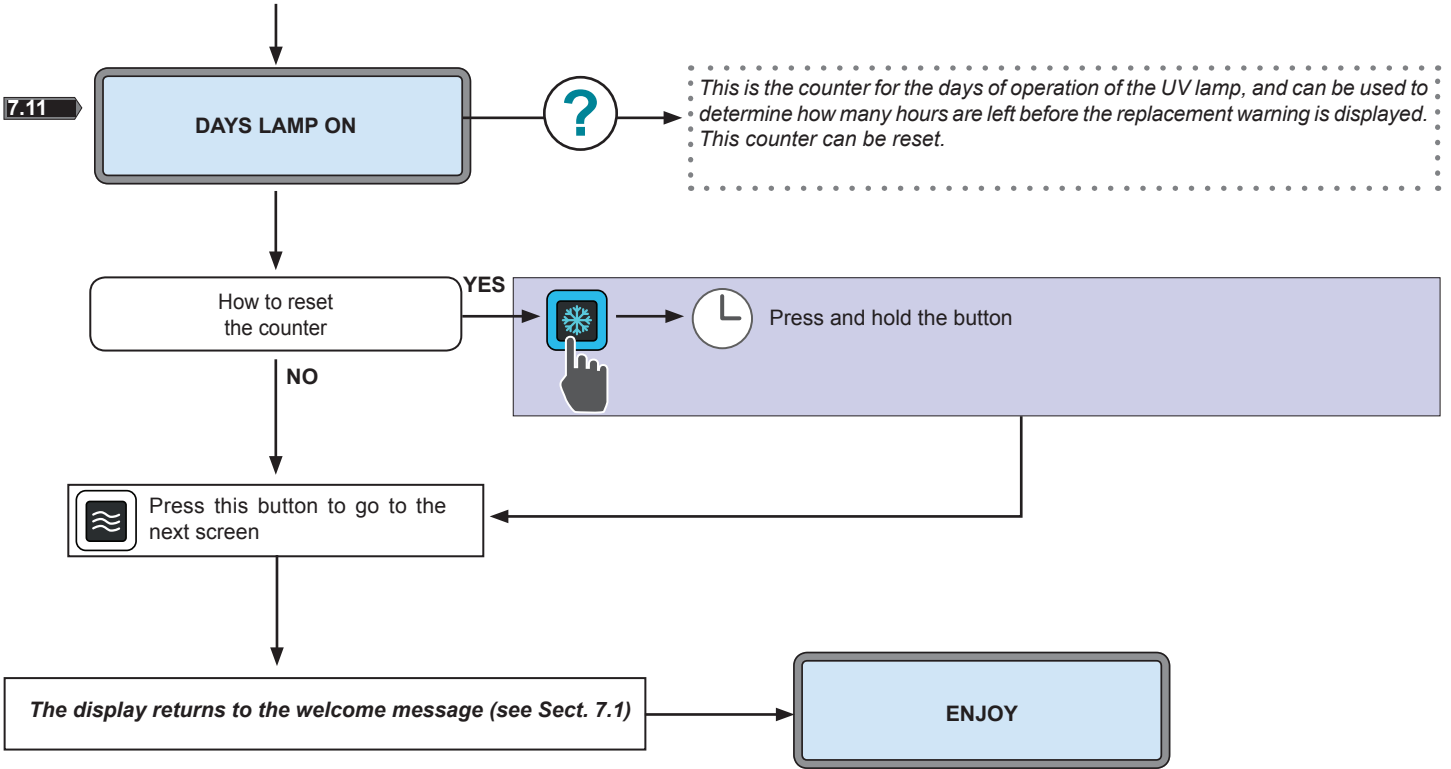 7.11
DAYS LAMP ON
?
This is the counter for the days of operation of the UV lamp, and can be used to
determine how many hours are left before the replacement warning is displayed.
This counter can be reset.
How to reset
the counter
YES
Press and hold the button
NO
Press this button to go to the
next screen
The display returns to the welcome message (see Sect. 7.1)
ENJOY